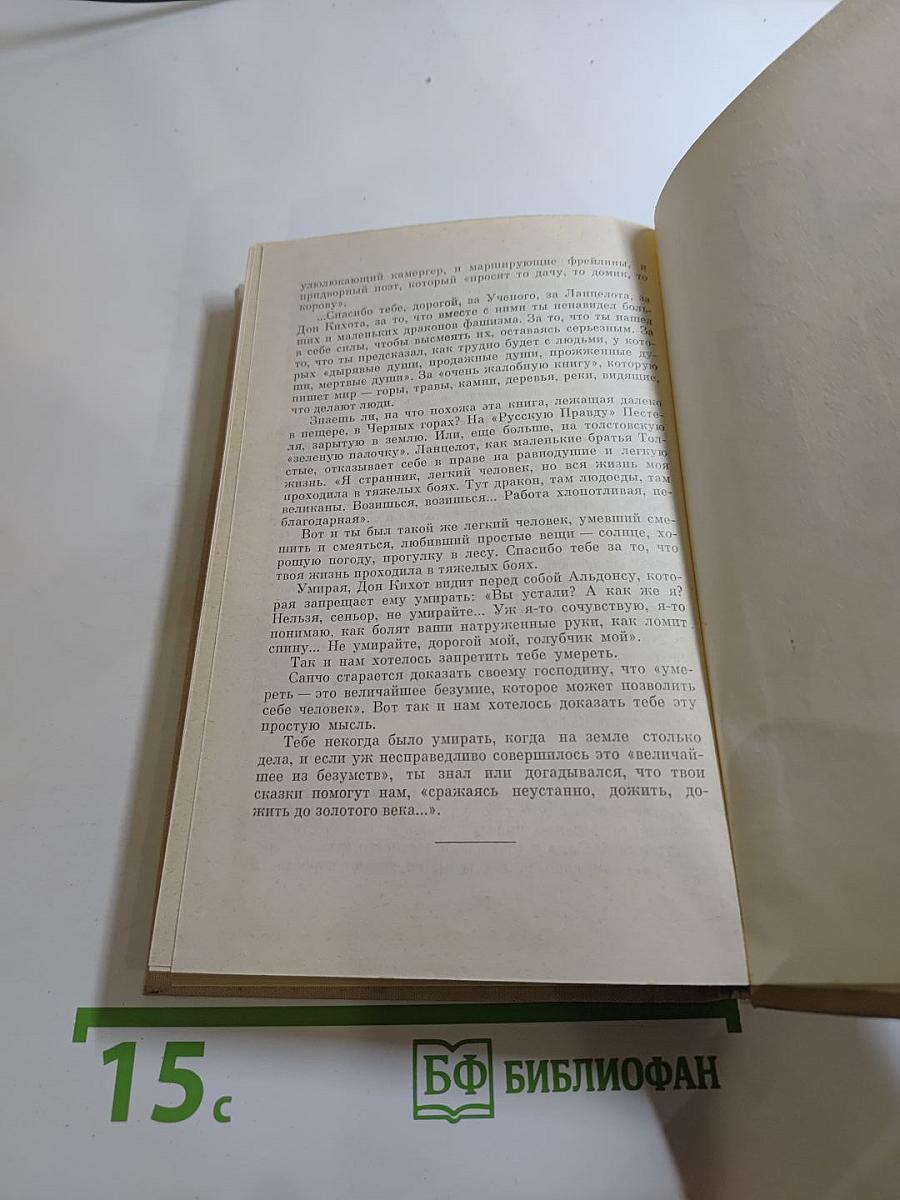 улюлюкающий камергер, и марширующие фрейлины, и
придворный поэт, который «просит то дачу, то домик, то
корову».
...Спасибо тебе, дорогой, за Ученого, за Ланцелота, за
Дон Кихота, за то, что вместе с ними ты ненавидел боль-
ших и маленьких драконов фашизма. За то, что ты нашел
в себе силы, чтобы высмеять их, оставаясь серьезным. За
то, что ты предсказал, как трудно будет с людьми, у кото-
рых «дырявые души, продажные души, прожженные ду-
ши, мертвые души». За «очень жалобную книгу», которую
пишет мир — горы, травы, камни, деревья, реки, видящие,
что делают люди.
Знаешь ли, на что похожа эта книга, лежащая далеко
в пещере, в Черных горах? На «Русскую Правду» Песте-
ля, зарытую в землю. Или, еще больше, на толстовскую
«зеленую палочку». Ланцелот, как маленькие братья Тол-
стые, отказывает себе в праве на равнодушие и легкую
жизнь. «Я странник, легкий человек, но вся жизнь моя
проходила в тяжелых боях. Тут дракон, там людоеды, там
великаны. Возишься, возишься... Работа хлопотливая, не-
благодарная».
Вот и ты был такой же легкий человек, умевший сме-
шить и смеяться, любивший простые вещи — солнце, хо-
рошую погоду, прогулку в лесу. Спасибо тебе за то, что
твоя жизнь проходила в тяжелых боях.
Умирая, Дон Кихот видит перед собой Альдонсу, кото-
рая запрещает ему умирать: «Вы устали? А как же я?
Нельзя, сеньор, не умирайте... Уж я-то сочувствую, я-то
понимаю, как болят ваши натруженные руки, как ломит
спину... Не умирайте, дорогой мой, голубчик мой».
Так и нам хотелось запретить тебе умереть.
Санчо старается доказать своему господину, что «уме-
реть — это величайшее безумие, которое может позволить
себе человек». Вот так и нам хотелось доказать тебе эту
простую мысль.
Тебе некогда было умирать, когда на земле столько
дела, и если уж несправедливо совершилось это «величай-
шее из безумств», ты знал или догадывался, что твои
сказки помогут нам, «сражаясь неустанно, дожить, до-
жить до золотого века...».
15 с
БФ БИБЛИОФАН